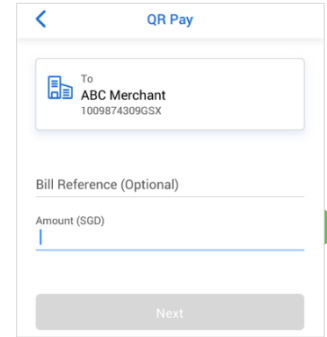 QR Pay
To
ABC Merchant
1009874309GSX
Bill Reference (Optional)
Amount (SGD)
Next